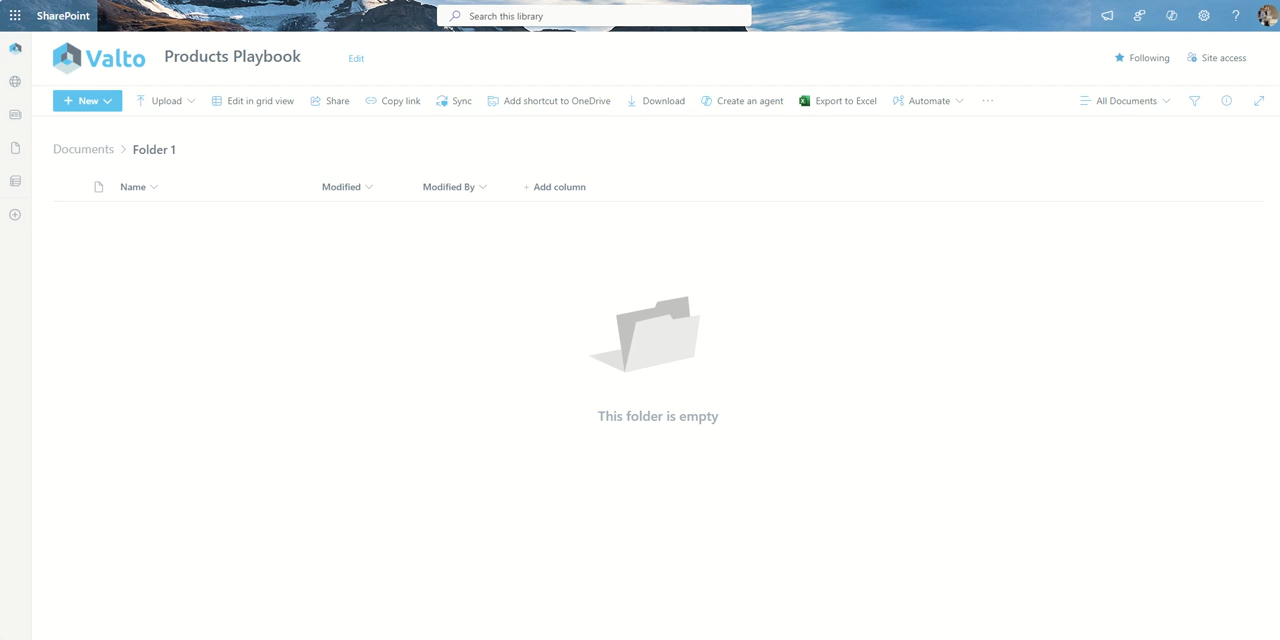 SharePoint
Search this library
?
Valto
Products Playbook
Edit
Following
Site access
+ New
Upload
Edit in grid view
Share
Copy link
Sync
Add shortcut to OneDrive
Download
Create an agent
Export to Excel
Automate
...
All Documents
Documents > Folder 1
Name
Modified
Modified By
+ Add column
This folder is empty